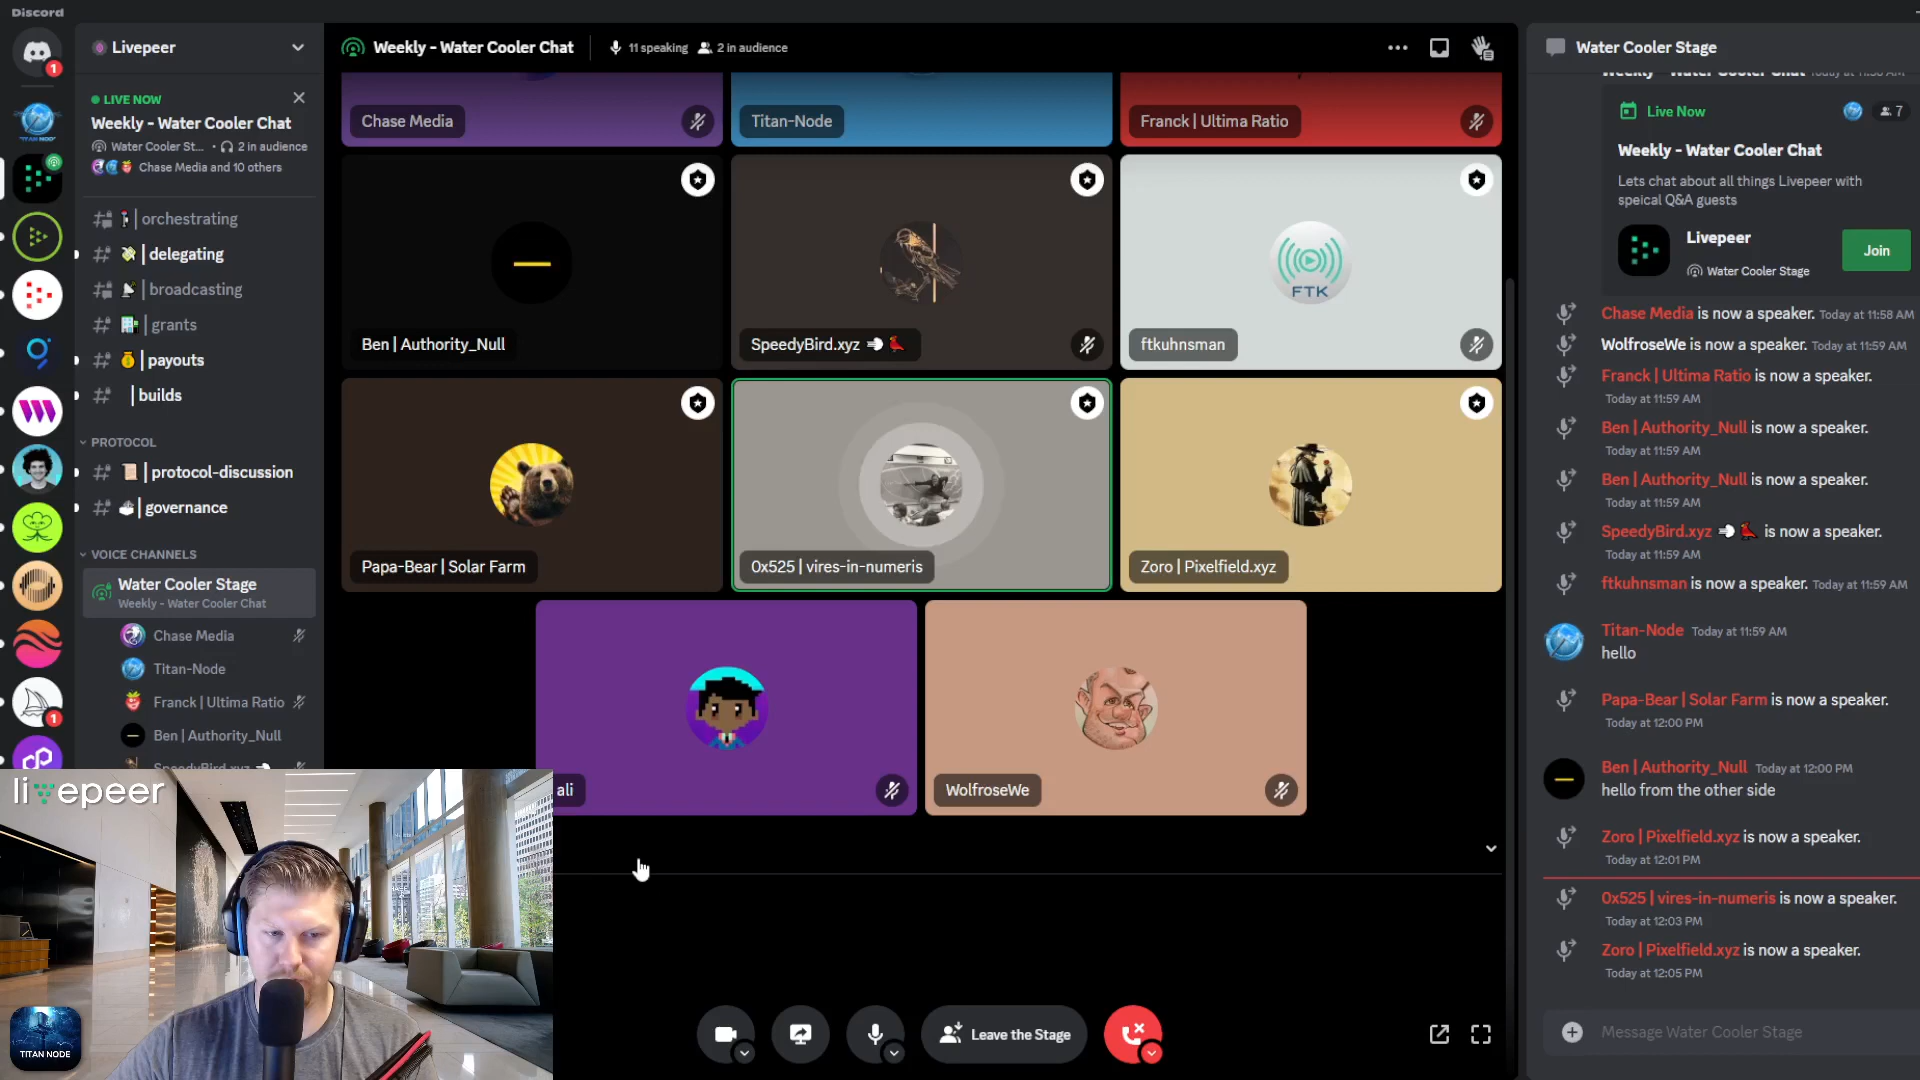 Discord
Livepeer
LIVE NOW
Weekly - Water Cooler Chat
Water Cooler St... • 2 in audience
Chase Media and 10 others
orchestrating
delegating
broadcasting
grants
payouts
builds
PROTOCOL
protocol-discussion
governance
VOICE CHANNELS
Water Cooler Stage
Weekly - Water Cooler Chat
Chase Media
Titan-Node
Franck | Ultima Ratio
Ben | Authority_Null
SpeedyBird.xyz
1
1
livepeer
TITAN NODE
Weekly - Water Cooler Chat
11 speaking
2 in audience
Chase Media
Titan-Node
Franck | Ultima Ratio
Ben | Authority_Null
SpeedyBird.xyz
FTK
ftkuhnsman
Papa-Bear | Solar Farm
0x525 | vires-in-numeris
Zoro | Pixelfield.xyz
ali
WolfroseWe
Leave the Stage
Water Cooler Stage
Weekly - Water Cooler Chat Today at 11:58 AM
Live Now
7
Weekly - Water Cooler Chat
Lets chat about all things Livepeer with
speical Q&A guests
Livepeer
Water Cooler Stage
Join
Chase Media is now a speaker. Today at 11:58 AM
WolfroseWe is now a speaker. Today at 11:59 AM
Franck | Ultima Ratio is now a speaker.
Today at 11:59 AM
Ben | Authority_Null is now a speaker.
Today at 11:59 AM
Ben | Authority_Null is now a speaker.
Today at 11:59 AM
SpeedyBird.xyz is now a speaker.
Today at 11:59 AM
ftkuhnsman is now a speaker. Today at 11:59 AM
Titan-Node Today at 11:59 AM
hello
Papa-Bear | Solar Farm is now a speaker.
Today at 12:00 PM
Ben | Authority_Null Today at 12:00 PM
hello from the other side
Zoro | Pixelfield.xyz is now a speaker.
Today at 12:01 PM
0x525 | vires-in-numeris is now a speaker.
Today at 12:03 PM
Zoro | Pixelfield.xyz is now a speaker.
Today at 12:05 PM
Message Water Cooler Stage